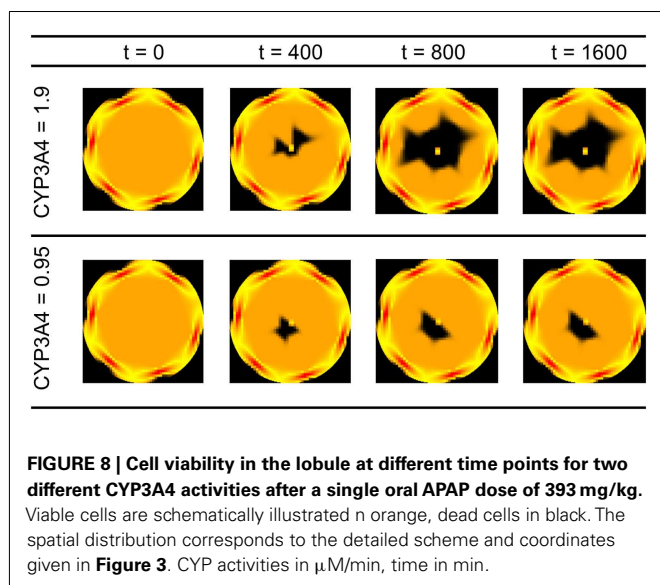 t = 0 t = 400 t = 800 t = 1600
CYP3A4 = 1.9
CYP3A4 = 0.95
FIGURE 8 | Cell viability in the lobule at different time points for two
different CYP3A4 activities after a single oral APAP dose of 393 mg/kg.
Viable cells are schematically illustrated n orange, dead cells in black. The
spatial distribution corresponds to the detailed scheme and coordinates
given in Figure 3. CYP activities in μM/min, time in min.